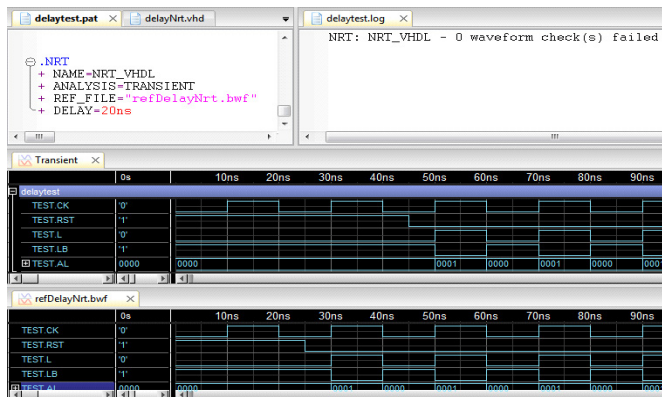 delaytest.pat
delayNrt.vhd
delaytest.log
.NRT
+ NAME=NRT_VHDL
+ ANALYSIS=TRANSIENT
+ REF_FILE="refDelayNrt.bwf"
+ DELAY=20ns
NRT: NRT_VHDL - 0 waveform check(s) failed
Transient
0s 10ns 20ns 30ns 40ns 50ns 60ns 70ns 80ns 90ns
delaytest
TEST.CK '0'
TEST.RST '1'
TEST.L '0'
TEST.LB '1'
TEST.AL 0000 0000 0001 0000 0001 0000 0001
refDelayNrt.bwf
0s 10ns 20ns 30ns 40ns 50ns 60ns 70ns 80ns 90ns
TEST.CK '0'
TEST.RST '1'
TEST.L '0'
TEST.LB '1'
TEST.AL 0000 0000 0001 0000 0001 0000 0001 0000 000